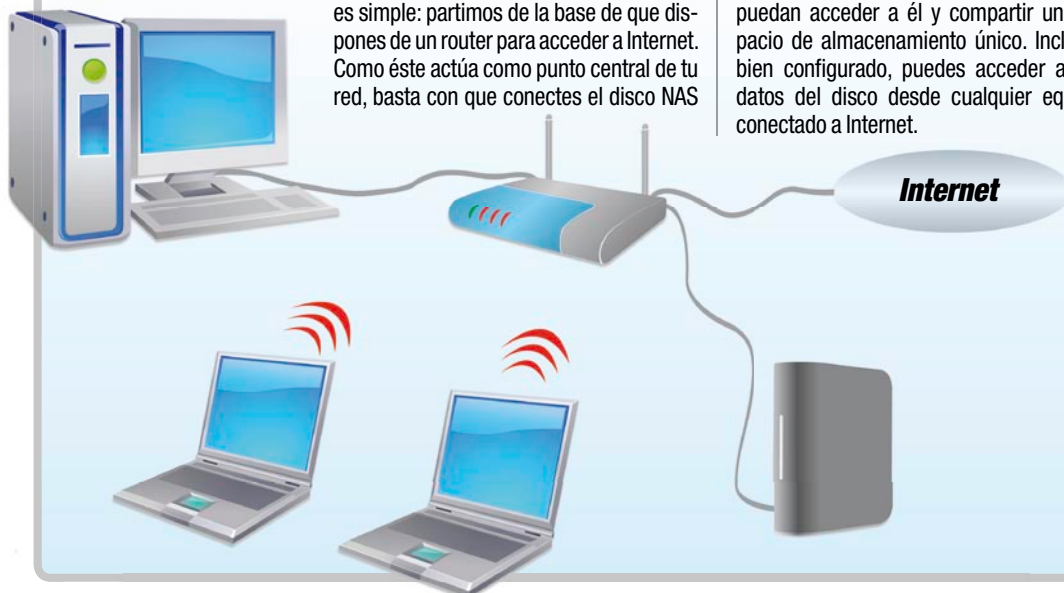 es simple: partimos de la base de que dis-
pones de un router para acceder a Internet.
Como éste actúa como punto central de tu
red, basta con que conectes el disco NAS
puedan acceder a él y compartir un
pacio de almacenamiento único. Incl
bien configurado, puedes acceder a
datos del disco desde cualquier eq
conectado a Internet.
Internet